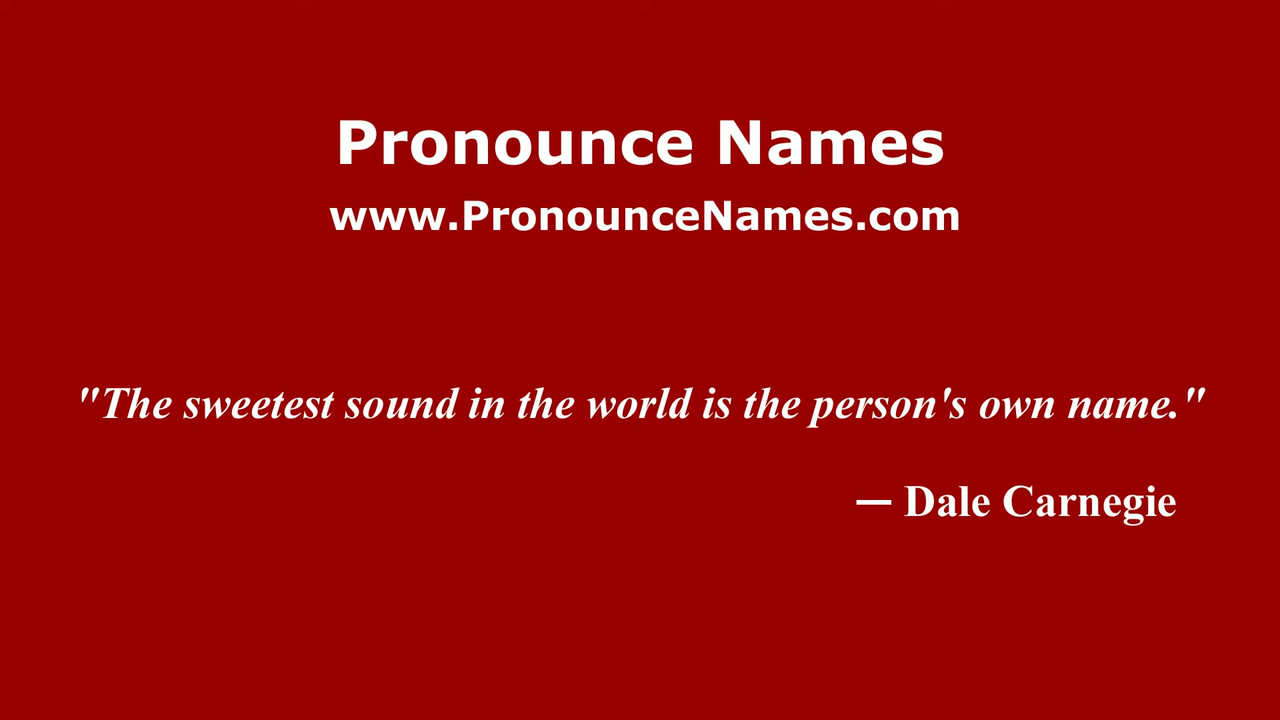 Pronounce Names
www.PronounceNames.com
"The sweetest sound in the world is the person's own name."
— Dale Carnegie